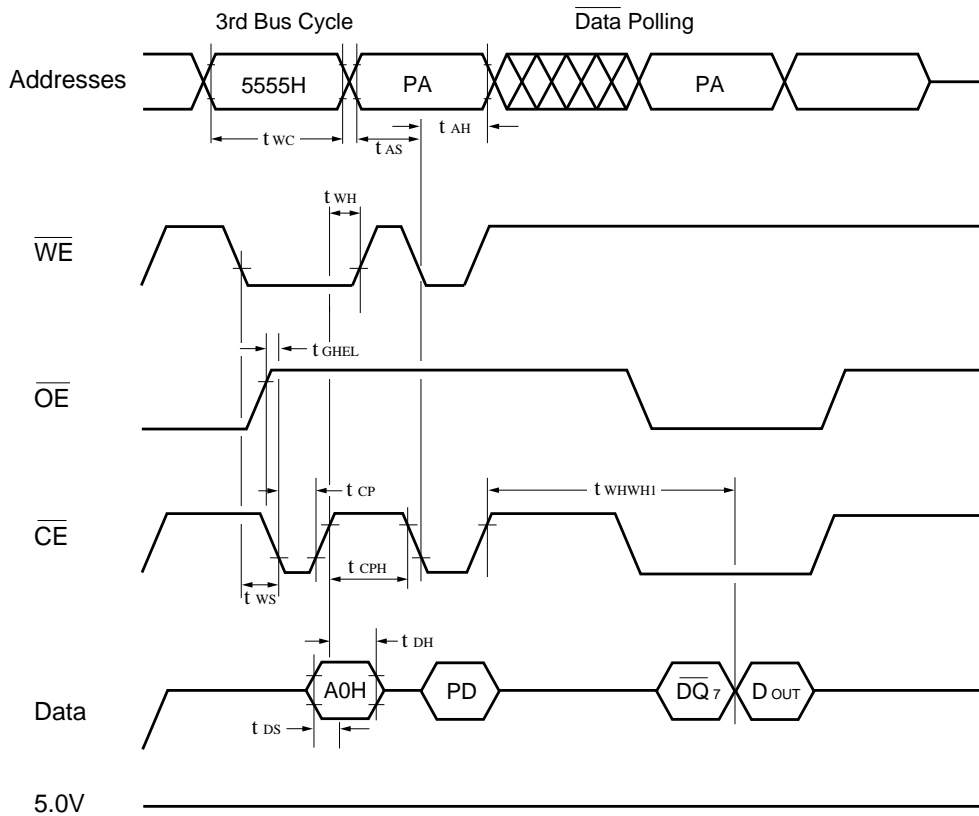 3rd Bus Cycle
Data Polling
Addresses
5555H
PA
PA
t WC
t AS
t AH
t WH
WE
t GHEL
OE
t CP
t WHWH1
CE
t CPH
t WS
t DH
A0H
PD
DQ 7
D OUT
Data
t DS
5.0V